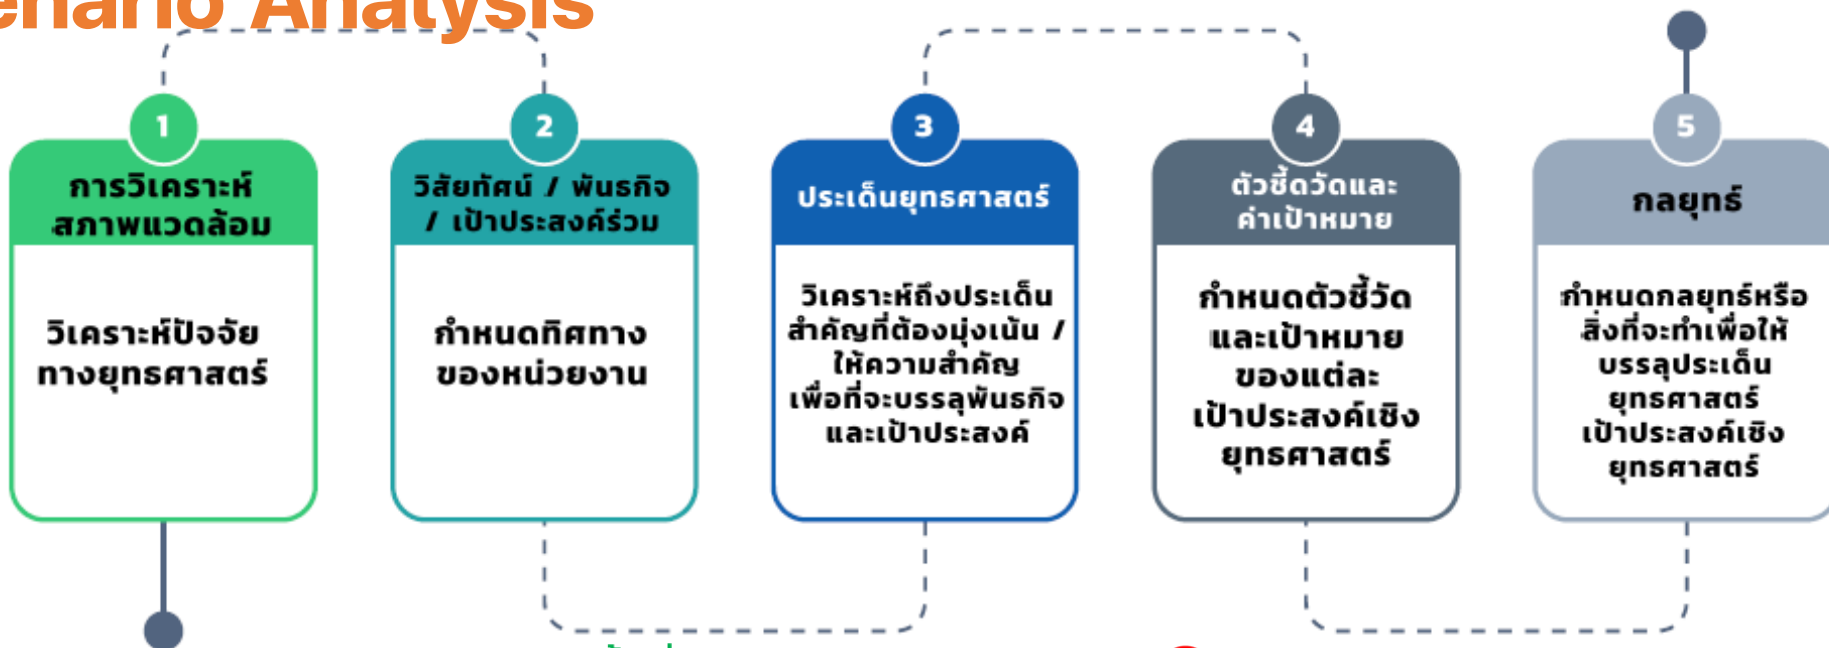 enario Analysis
1
การวิเคราะห์
สภาพแวดล้อม
วิเคราะห์ปัจจัย
ทางยุทธศาสตร์
2
วิสัยทัศน์ / พันธกิจ
/ เป้าประสงค์ร่วม
กำหนดทิศทาง
ของหน่วยงาน
3
ประเด็นยุทธศาสตร์
วิเคราะห์ถึงประเด็น
สำคัญที่ต้องมุ่งเน้น /
ให้ความสำคัญ
เพื่อที่จะบรรลุพันธกิจ
และเป้าประสงค์
4
ตัวชี้ดวัดและ
ค่าเป้าหมาย
กำหนดตัวชี้วัด
และเป้าหมาย
ของแต่ละ
เป้าประสงค์เชิง
ยุทธศาสตร์
5
กลยุทธ์
กำหนดกลยุทธ์หรือ
สิ่งที่จะทำเพื่อให้
บรรลุประเด็น
ยุทธศาสตร์
เป้าประสงค์เชิง
ยุทธศาสตร์